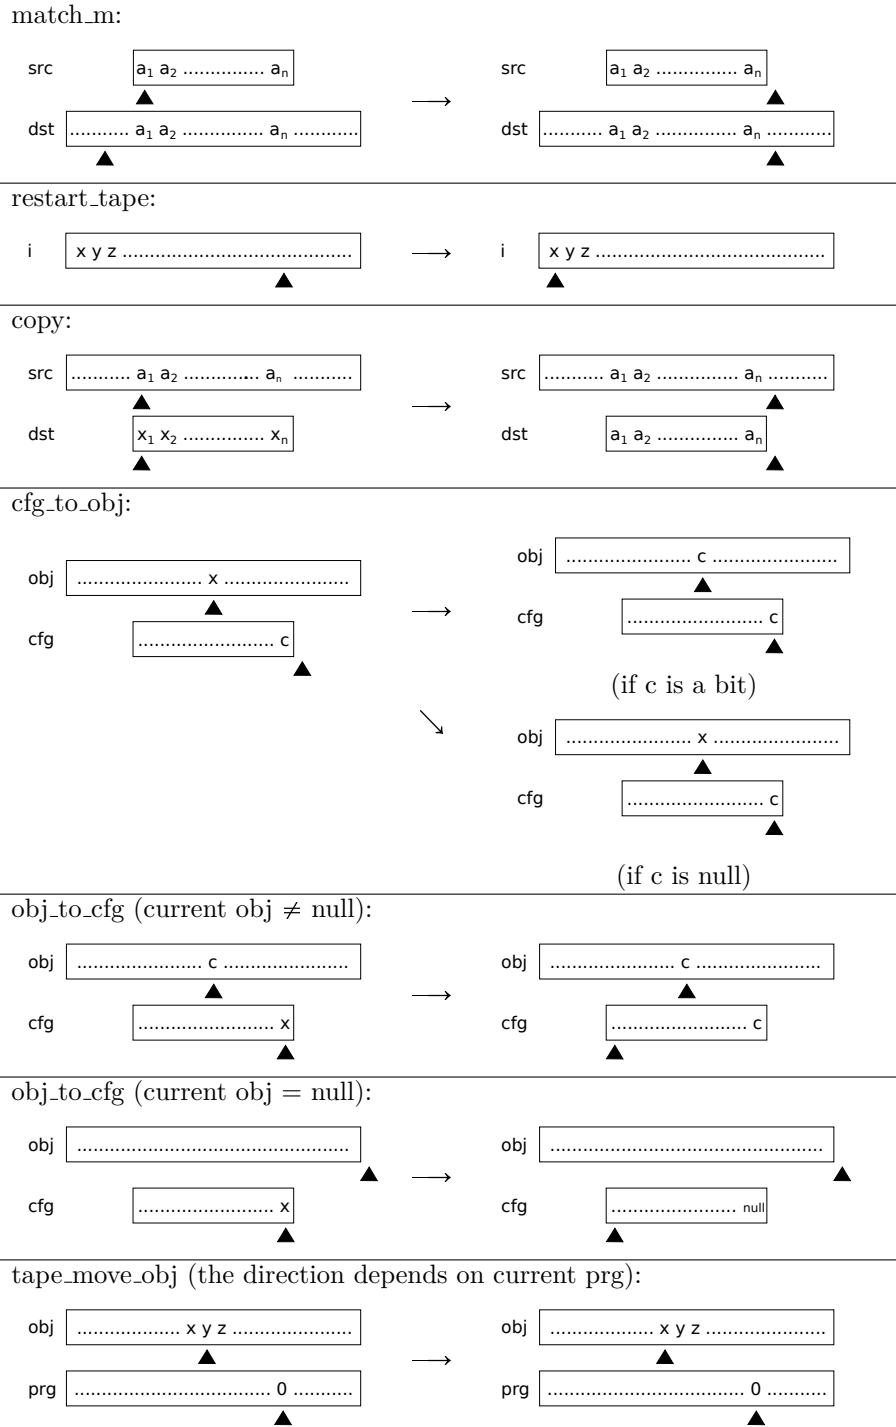 match_m:
src a1 a2 ............... an src a1 a2 ............... an
⟶
dst ........... a1 a2 ............... an ............ dst ........... a1 a2 ............... an ............
restart_tape:
i x y z ........................................... ⟶ i x y z ...........................................
copy:
src ........... a1 a2 ............... an ........... src ........... a1 a2 ............... an ...........
⟶
dst x1 x2 ............... xn dst a1 a2 ............... an
cfg_to_obj:
obj ....................... c .......................
obj ....................... x .......................
⟶
cfg ......................... c
cfg ......................... c
(if c is a bit)
↘
obj ....................... x .......................
cfg ......................... c
(if c is null)
obj_to_cfg (current obj ≠ null):
obj ....................... c ....................... obj ....................... c .......................
⟶
cfg ......................... x cfg ......................... c
obj_to_cfg (current obj = null):
obj .................................................. obj ..................................................
⟶
cfg ......................... x cfg ....................... null
tape_move_obj (the direction depends on current prg):
obj ................... x y z ...................... obj ................... x y z ......................
⟶
prg .................................... 0 ........... prg .................................... 0 ...........